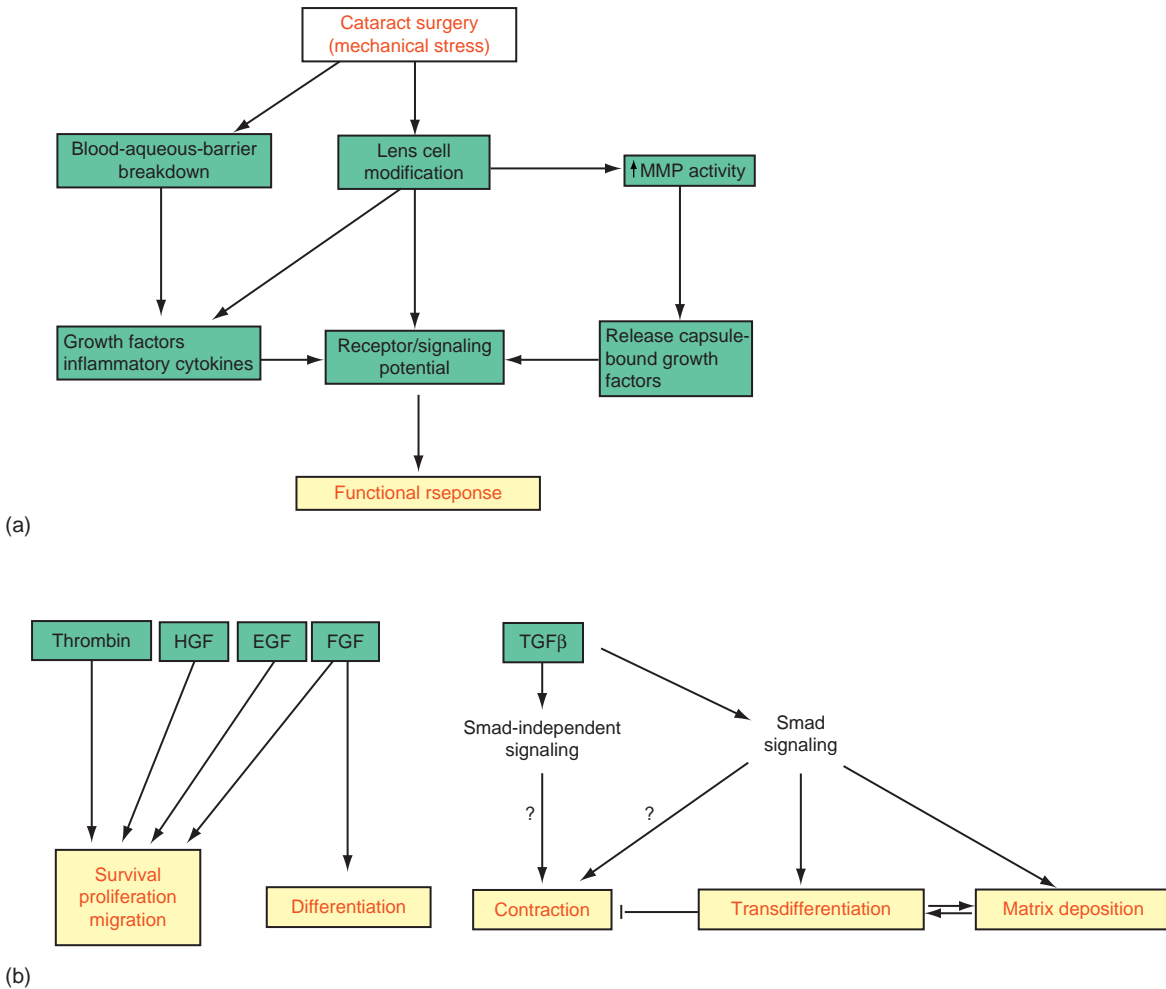 Cataract surgery
(mechanical stress)
Blood-aqueous-barrier
breakdown
Lens cell
modification
↑MMP activity
Growth factors
inflammatory cytokines
Receptor/signaling
potential
Release capsule-
bound growth
factors
Functional rseponse
(a)
Thrombin
HGF
EGF
FGF
TGFβ
Smad-independent
signaling
Smad
signaling
?
?
Survival
proliferation
migration
Differentiation
Contraction
Transdifferentiation
Matrix deposition
(b)